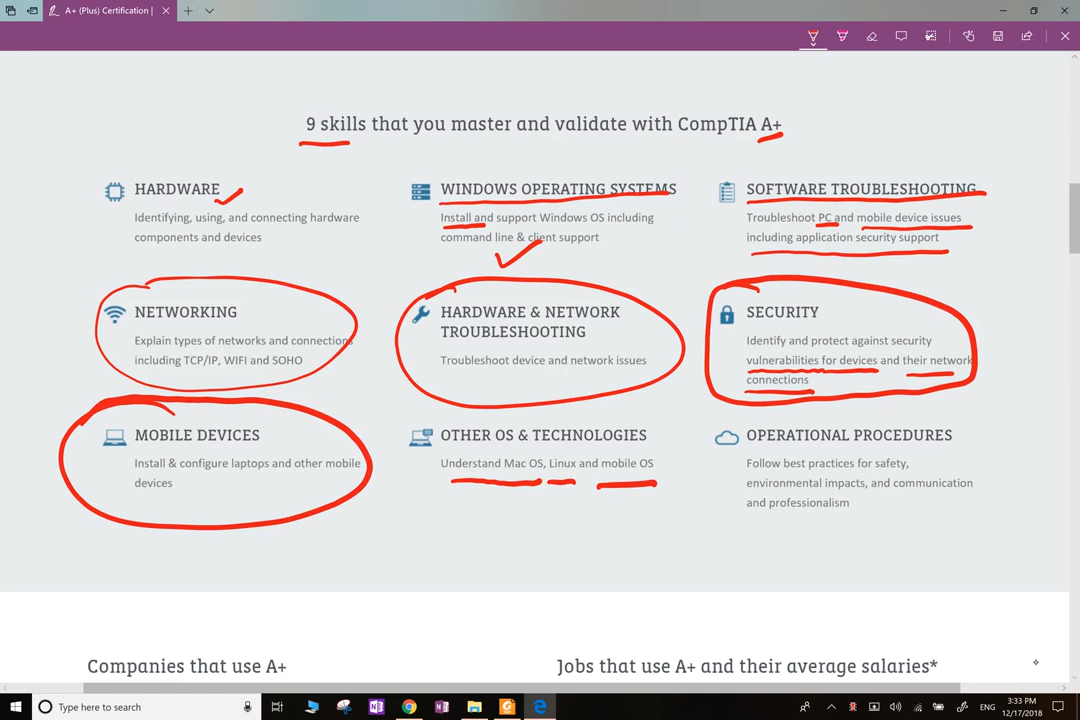 A+ (Plus) Certification |
9 skills that you master and validate with CompTIA A+
HARDWARE
Identifying, using, and connecting hardware
components and devices
WINDOWS OPERATING SYSTEMS
Install and support Windows OS including
command line & client support
SOFTWARE TROUBLESHOOTING
Troubleshoot PC and mobile device issues
including application security support
NETWORKING
Explain types of networks and connections
including TCP/IP, WIFI and SOHO
HARDWARE & NETWORK
TROUBLESHOOTING
Troubleshoot device and network issues
SECURITY
Identify and protect against security
vulnerabilities for devices and their network
connections
MOBILE DEVICES
Install & configure laptops and other mobile
devices
OTHER OS & TECHNOLOGIES
Understand Mac OS, Linux and mobile OS
OPERATIONAL PROCEDURES
Follow best practices for safety,
environmental impacts, and communication
and professionalism
Companies that use A+
Jobs that use A+ and their average salaries*
Type here to search
ENG
3:33 PM
12/17/2018